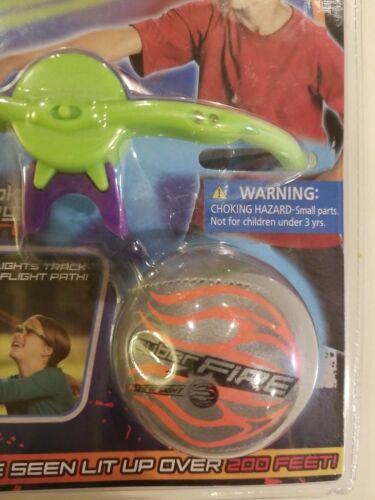 WARNING:
CHOKING HAZARD-Small parts.
Not for children under 3 yrs.
LIGHTS TRACK
FLIGHT PATH!
FIRE
SEEN LIT UP OVER 200 FEET!